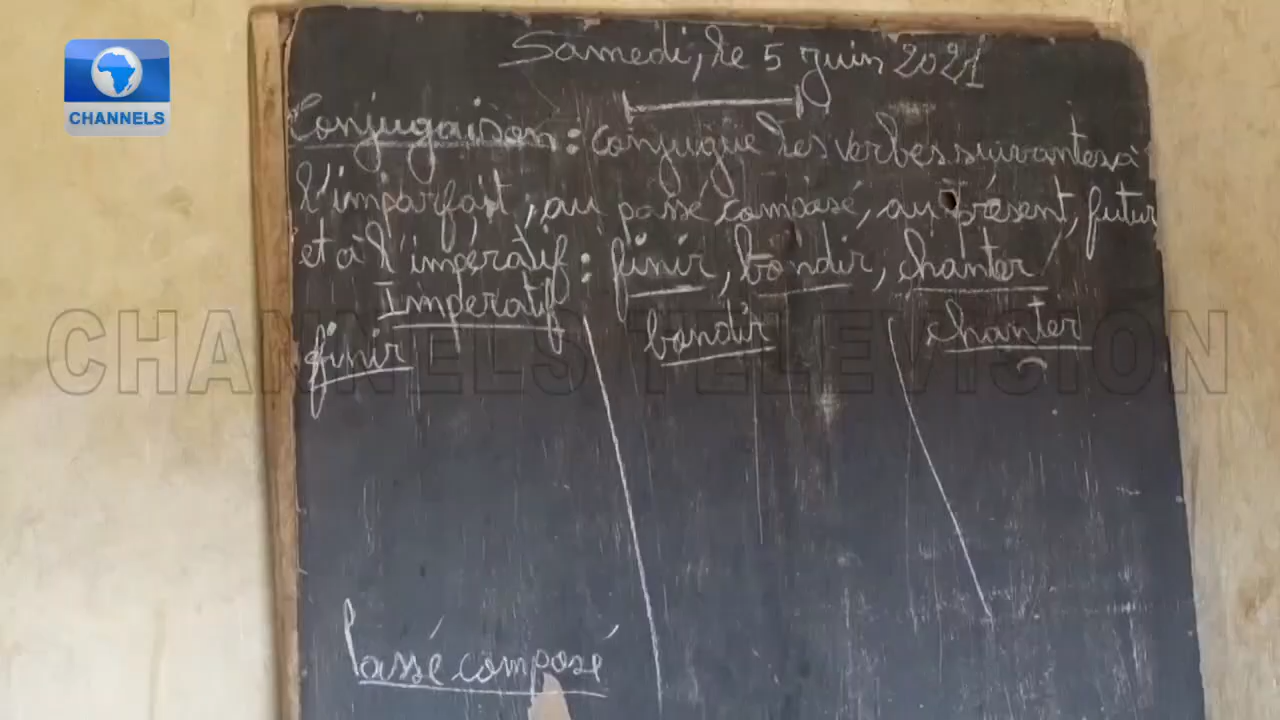 CHANNELS
Samedi, le 5 juin 2021
Conjugaison : conjugue les verbes suivantes à
l'imparfait, au passé composé, au présent, futur
et à l'impératif : finir, bondir, chanter
Impératif
finir bondir chanter
CHANNELS TELEVISION
Passé composé